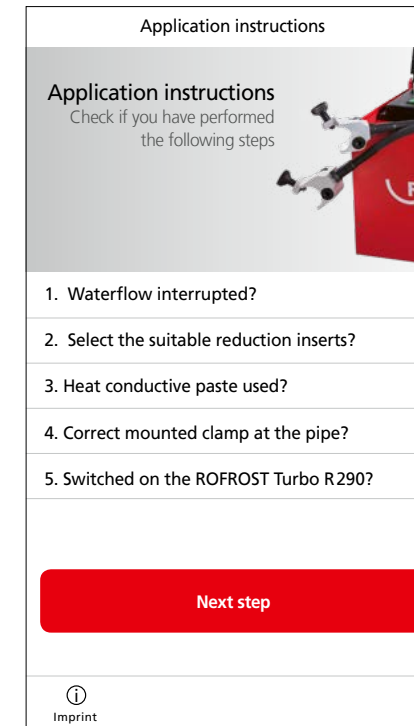 Application instructions
Application instructions
Check if you have performed
the following steps
1. Waterflow interrupted?
2. Select the suitable reduction inserts?
3. Heat conductive paste used?
4. Correct mounted clamp at the pipe?
5. Switched on the ROFROST Turbo R290?
Next step
Imprint